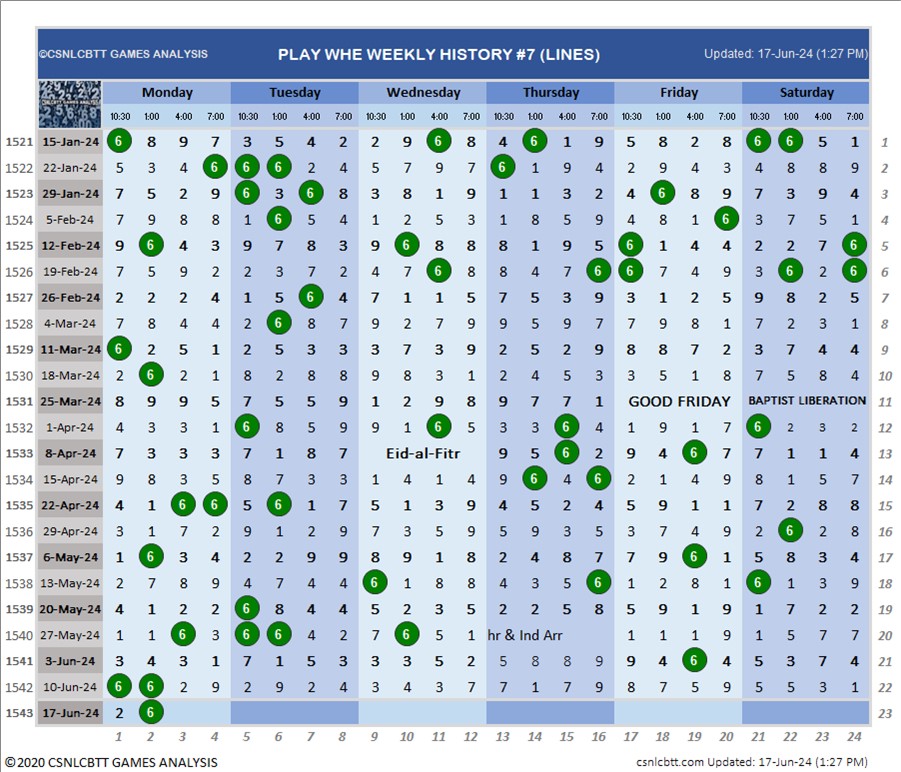 ©CSNLCBTT GAMES ANALYSIS PLAY WHE WEEKLY HISTORY #7 (LINES) Updated: 17-Jun-24 (1:27 PM)
Monday Tuesday Wednesday Thursday Friday Saturday
10:30 1:00 4:00 7:00 10:30 1:00 4:00 7:00 10:30 1:00 4:00 7:00 10:30 1:00 4:00 7:00 10:30 1:00 4:00 7:00 10:30 1:00 4:00 7:00
1521 15-Jan-24 6 8 9 7 3 5 4 2 2 9 6 8 4 6 1 9 5 8 2 8 6 6 5 1 1
1522 22-Jan-24 5 3 4 6 6 6 2 4 5 7 9 7 6 1 9 4 2 9 4 3 4 8 8 9 2
1523 29-Jan-24 7 5 2 9 6 3 6 8 3 8 1 9 1 1 3 2 4 6 8 9 7 3 9 4 3
1524 5-Feb-24 7 9 8 8 1 6 5 4 1 2 5 3 1 8 5 9 4 8 1 6 3 7 5 1 4
1525 12-Feb-24 9 6 4 3 9 7 8 3 9 6 8 8 8 1 9 5 6 1 4 4 2 2 7 6 5
1526 19-Feb-24 7 5 9 2 2 3 7 2 4 7 6 8 8 4 7 6 6 7 4 9 3 6 2 6 6
1527 26-Feb-24 2 2 2 4 1 5 6 4 7 1 1 5 7 5 3 9 3 1 2 5 9 8 2 5 7
1528 4-Mar-24 7 8 4 4 2 6 8 7 9 2 7 9 9 5 9 7 7 9 8 1 7 2 3 1 8
1529 11-Mar-24 6 2 5 1 2 5 3 3 3 7 3 9 2 5 2 9 8 8 7 2 3 7 4 4 9
1530 18-Mar-24 2 6 2 1 8 2 8 8 9 8 3 1 2 4 5 3 3 5 1 8 7 5 8 4 10
1531 25-Mar-24 8 9 9 5 7 5 5 9 1 2 9 8 9 7 7 1 GOOD FRIDAY BAPTIST LIBERATION 11
1532 1-Apr-24 4 3 3 1 6 8 5 9 9 1 6 5 3 3 6 4 1 9 1 7 6 2 3 2 12
1533 8-Apr-24 7 3 3 3 7 1 8 7 Eid-al-Fitr 9 5 6 2 9 4 6 7 7 1 1 4 13
1534 15-Apr-24 9 8 3 5 8 7 3 3 1 4 1 4 9 6 4 6 2 1 4 9 8 1 5 7 14
1535 22-Apr-24 4 1 6 6 5 6 1 7 5 1 3 9 4 5 2 4 5 9 1 1 7 2 8 8 15
1536 29-Apr-24 3 1 7 2 9 1 2 9 7 3 5 9 5 9 3 5 3 7 4 9 2 6 2 8 16
1537 6-May-24 1 6 3 4 2 2 9 9 8 9 1 8 2 4 8 7 7 9 6 1 5 8 3 4 17
1538 13-May-24 2 7 8 9 4 7 4 4 6 1 8 8 4 3 5 6 1 2 8 1 6 1 3 9 18
1539 20-May-24 4 1 2 2 6 8 4 4 5 2 3 5 2 2 5 8 5 9 1 9 1 7 2 2 19
1540 27-May-24 1 1 6 3 6 6 4 2 7 6 5 1 hr & Ind Arr 1 1 1 9 1 5 7 7 20
1541 3-Jun-24 3 4 3 1 7 1 5 3 3 3 5 2 5 8 8 9 9 4 6 4 5 3 7 4 21
1542 10-Jun-24 6 6 2 9 2 9 2 4 3 4 3 7 7 1 7 9 8 7 5 9 5 5 3 1 22
1543 17-Jun-24 2 6 23
1 2 3 4 5 6 7 8 9 10 11 12 13 14 15 16 17 18 19 20 21 22 23 24
©2020 CSNLCBTT GAMES ANALYSIS csnlcbtt.com Updated: 17-Jun-24 (1:27 PM)